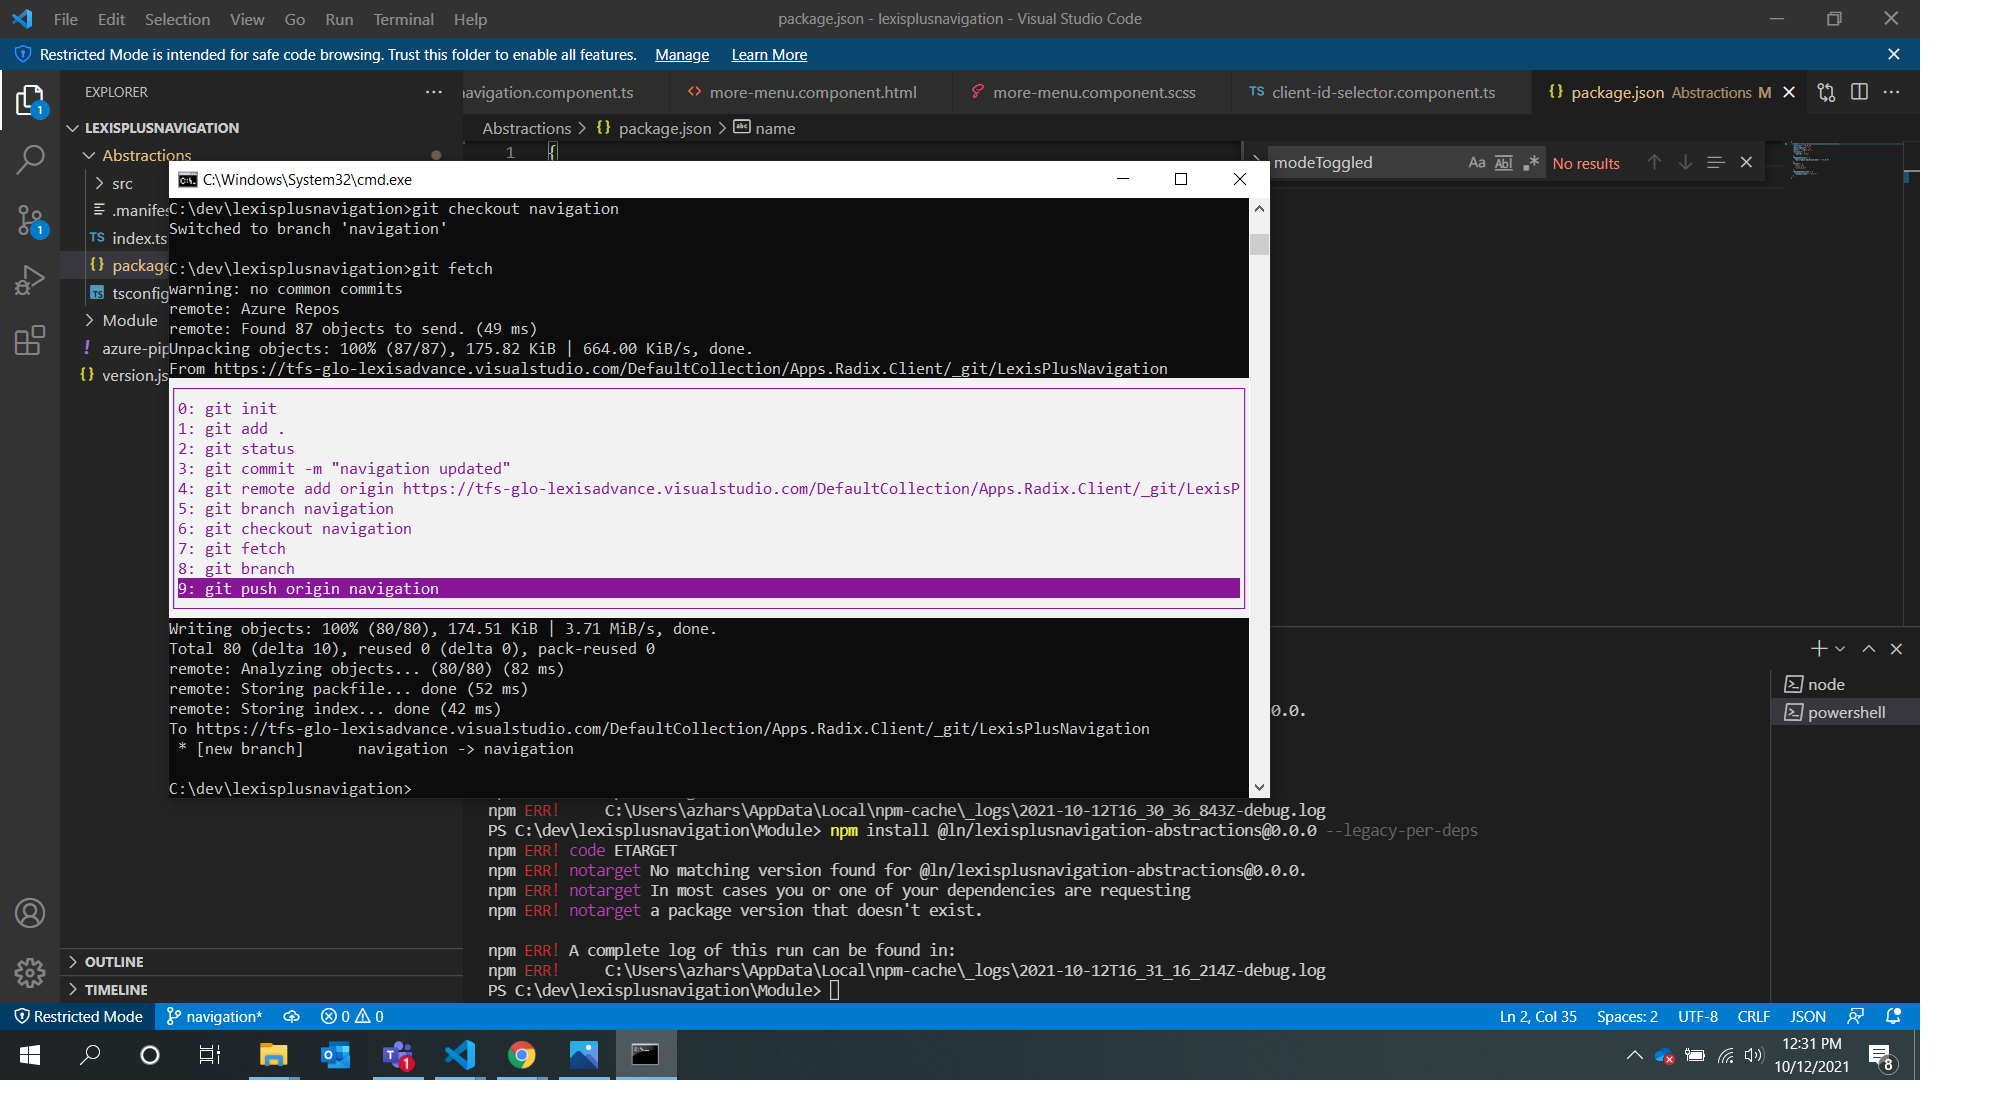 File Edit Selection View Go Run Terminal Help
package.json - lexisplusnavigation - Visual Studio Code
Restricted Mode is intended for safe code browsing. Trust this folder to enable all features. Manage Learn More
EXPLORER
avigation.component.ts
more-menu.component.html
more-menu.component.scss
TS client-id-selector.component.ts
{} package.json Abstractions M
1
LEXISPLUSNAVIGATION
Abstractions > {} package.json > abc name
Abstractions
1 {
modeToggled Aa Abl .* No results
src
.manifes
TS index.ts
{} package
TS tsconfig
Module
! azure-pip
{} version.js
1
C:\Windows\System32\cmd.exe
C:\dev\lexisplusnavigation>git checkout navigation
Switched to branch 'navigation'
C:\dev\lexisplusnavigation>git fetch
warning: no common commits
remote: Azure Repos
remote: Found 87 objects to send. (49 ms)
Unpacking objects: 100% (87/87), 175.82 KiB | 664.00 KiB/s, done.
From https://tfs-glo-lexisadvance.visualstudio.com/DefaultCollection/Apps.Radix.Client/_git/LexisPlusNavigation
0: git init
1: git add .
2: git status
3: git commit -m "navigation updated"
4: git remote add origin https://tfs-glo-lexisadvance.visualstudio.com/DefaultCollection/Apps.Radix.Client/_git/LexisP
5: git branch navigation
6: git checkout navigation
7: git fetch
8: git branch
9: git push origin navigation
Writing objects: 100% (80/80), 174.51 KiB | 3.71 MiB/s, done.
Total 80 (delta 10), reused 0 (delta 0), pack-reused 0
remote: Analyzing objects... (80/80) (82 ms)
remote: Storing packfile... done (52 ms)
remote: Storing index... done (42 ms)
To https://tfs-glo-lexisadvance.visualstudio.com/DefaultCollection/Apps.Radix.Client/_git/LexisPlusNavigation
* [new branch] navigation -> navigation
C:\dev\lexisplusnavigation>
node
powershell
0.0.
npm ERR! C:\Users\azhars\AppData\Local\npm-cache\_logs\2021-10-12T16_30_36_843Z-debug.log
PS C:\dev\lexisplusnavigation\Module> npm install @ln/lexisplusnavigation-abstractions@0.0.0 --legacy-per-deps
npm ERR! code ETARGET
npm ERR! notarget No matching version found for @ln/lexisplusnavigation-abstractions@0.0.0.
npm ERR! notarget In most cases you or one of your dependencies are requesting
npm ERR! notarget a package version that doesn't exist.
npm ERR! A complete log of this run can be found in:
npm ERR! C:\Users\azhars\AppData\Local\npm-cache\_logs\2021-10-12T16_31_16_214Z-debug.log
PS C:\dev\lexisplusnavigation\Module>
OUTLINE
TIMELINE
Restricted Mode navigation* 0 0
Ln 2, Col 35 Spaces: 2 UTF-8 CRLF JSON
12:31 PM
10/12/2021
1
8